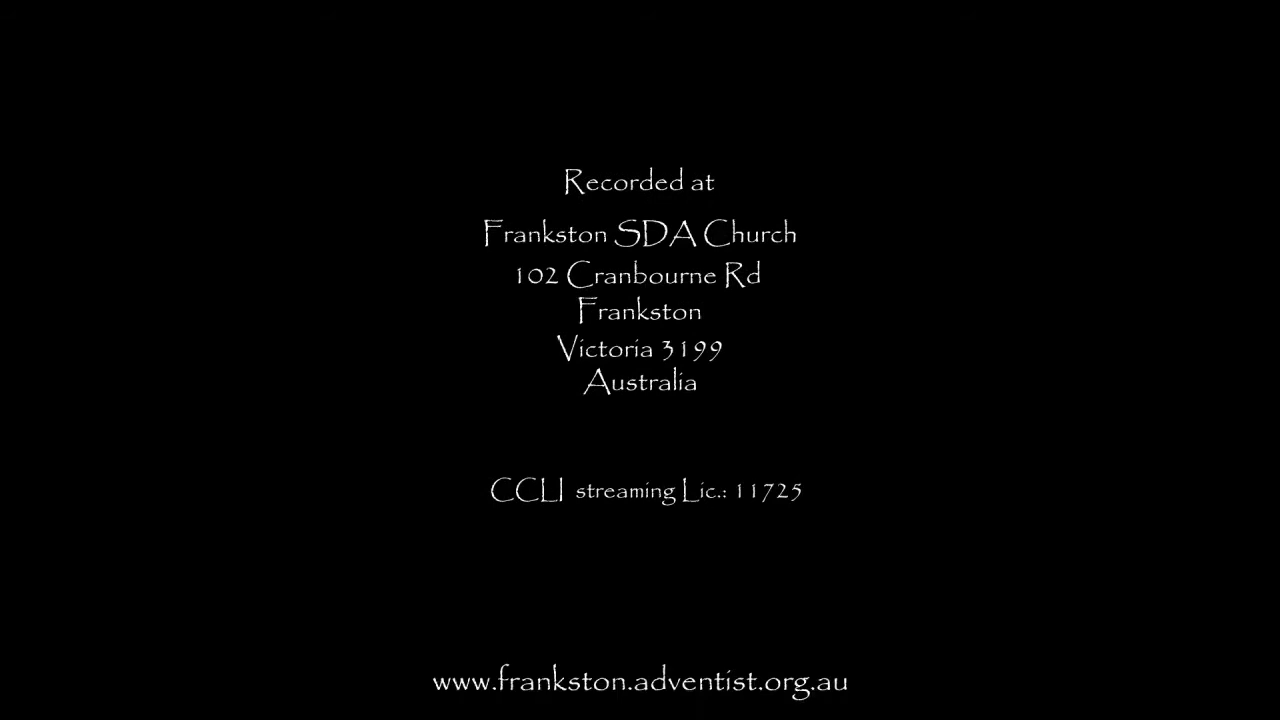 Recorded at
Frankston SDA Church
102 Cranbourne Rd
Frankston
Victoria 3199
Australia
CCLI streaming Lic.: 11725
www.frankston.adventist.org.au